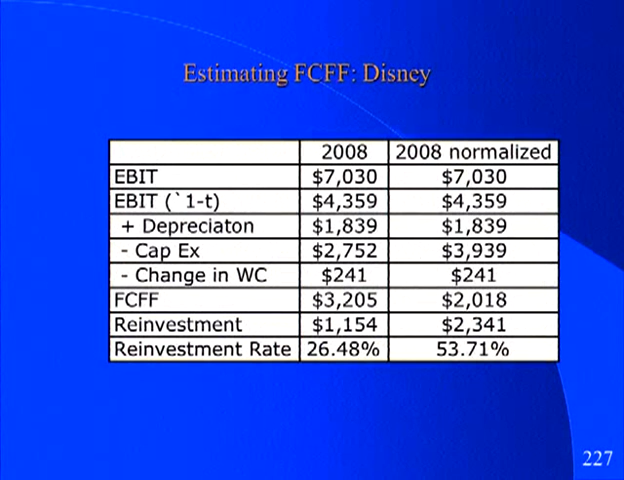 Estimating FCFF: Disney
2008 2008 normalized
EBIT $7,030 $7,030
EBIT (`1-t) $4,359 $4,359
+ Depreciaton $1,839 $1,839
- Cap Ex $2,752 $3,939
- Change in WC $241 $241
FCFF $3,205 $2,018
Reinvestment $1,154 $2,341
Reinvestment Rate 26.48% 53.71%
227